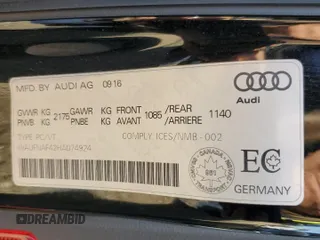 MFD. BY AUDI AG 09 16
GVWR KG 2175 GAWR KG FRONT 1085 /REAR 1140
PNBV KG PNBE KG AVANT /ARRIERE
TYPE: PC/VT COMPLY ICES/NMB-002
Audi
CANADA
EC
GERMANY
DREAMBID